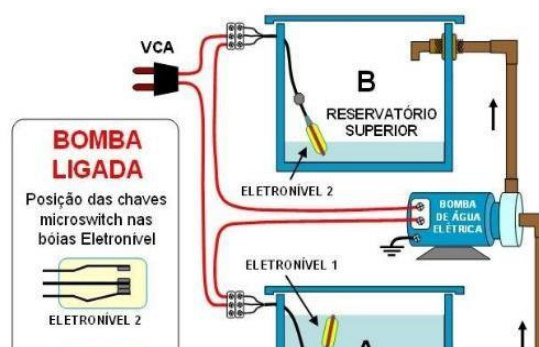 VCA
B
RESERVATÓRIO
SUPERIOR
BOMBA
LIGADA
Posição das chaves
microswitch nas
bóias Eletronível
ELETRONÍVEL 2
ELETRONÍVEL 2
BOMBA
DE ÁGUA
ELÉTRICA
ELETRONÍVEL 1
A